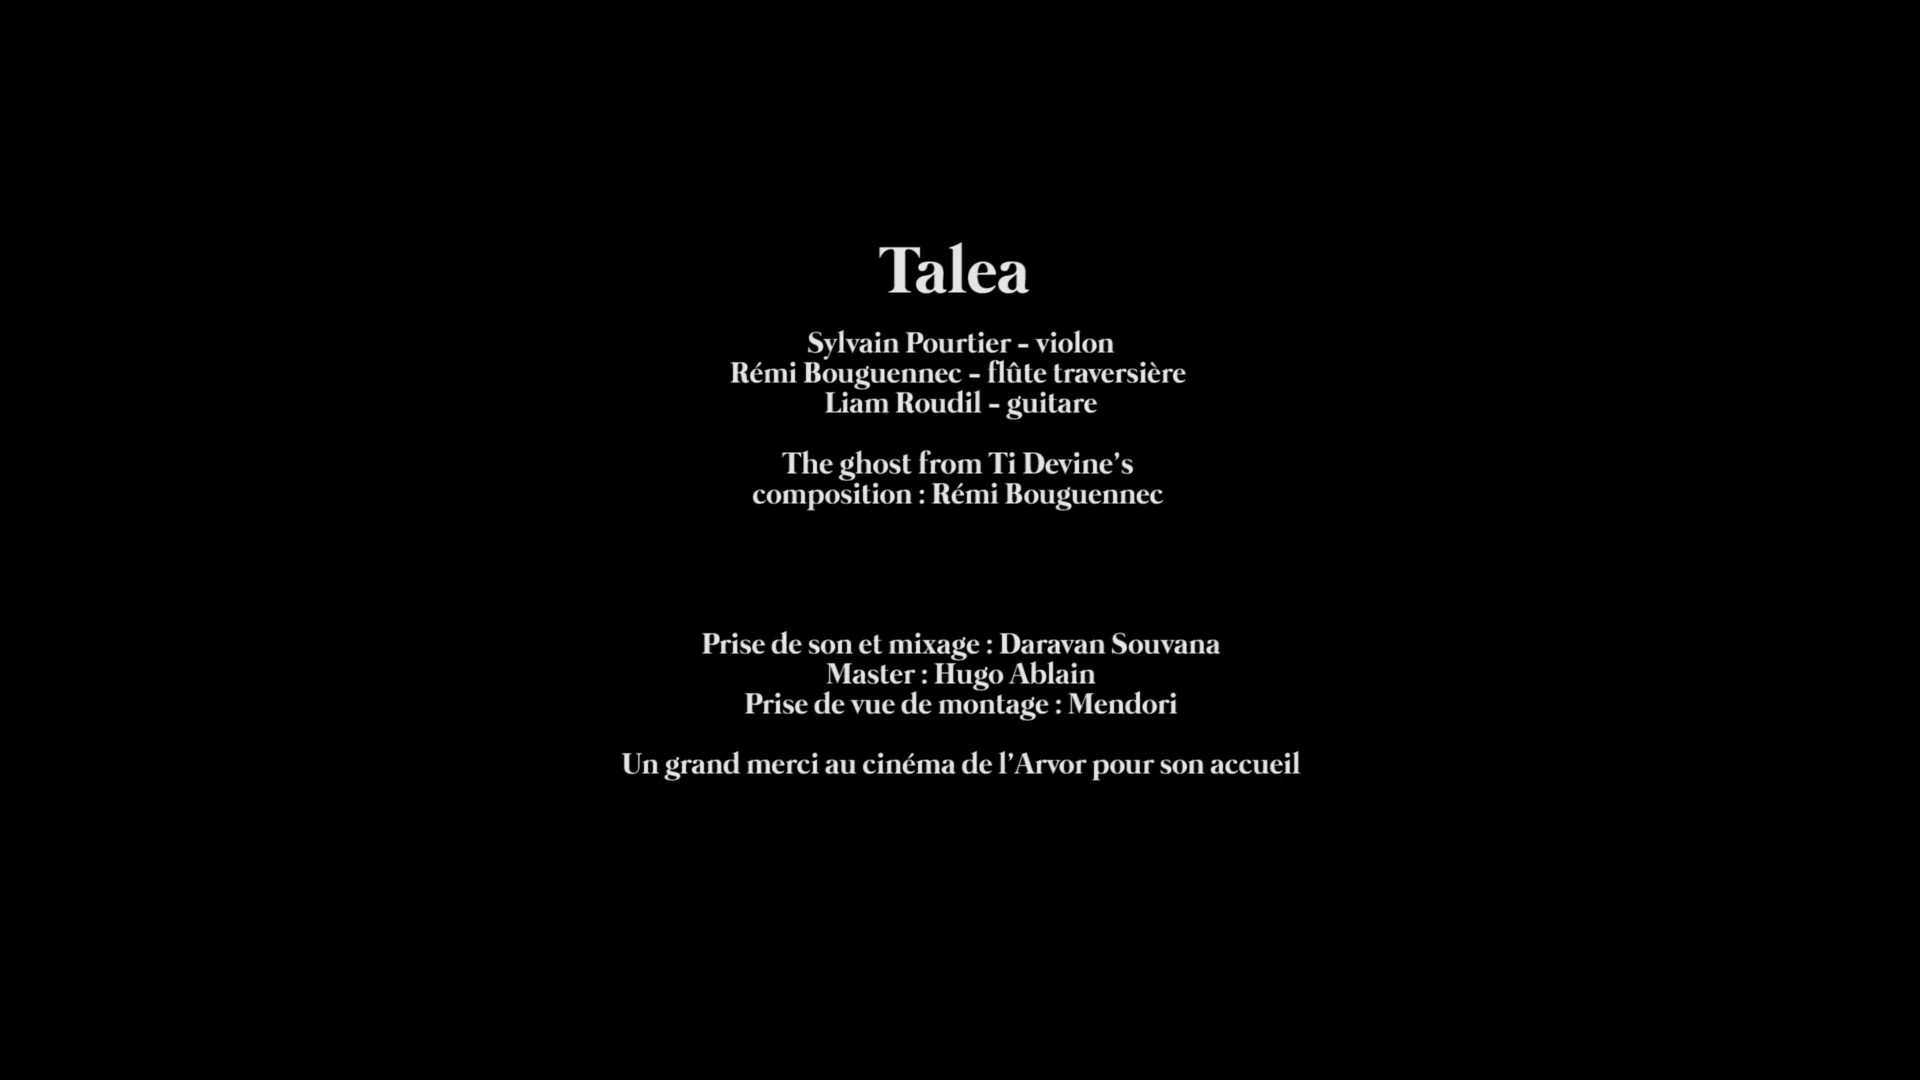 Talea
Sylvain Pourtier - violon
Rémi Bouguennec - flûte traversière
Liam Roudil - guitare
The ghost from Ti Devine's
composition : Rémi Bouguennec
Prise de son et mixage : Daravan Souvana
Master : Hugo Ablain
Prise de vue de montage : Mendori
Un grand merci au cinéma de l'Arvor pour son accueil